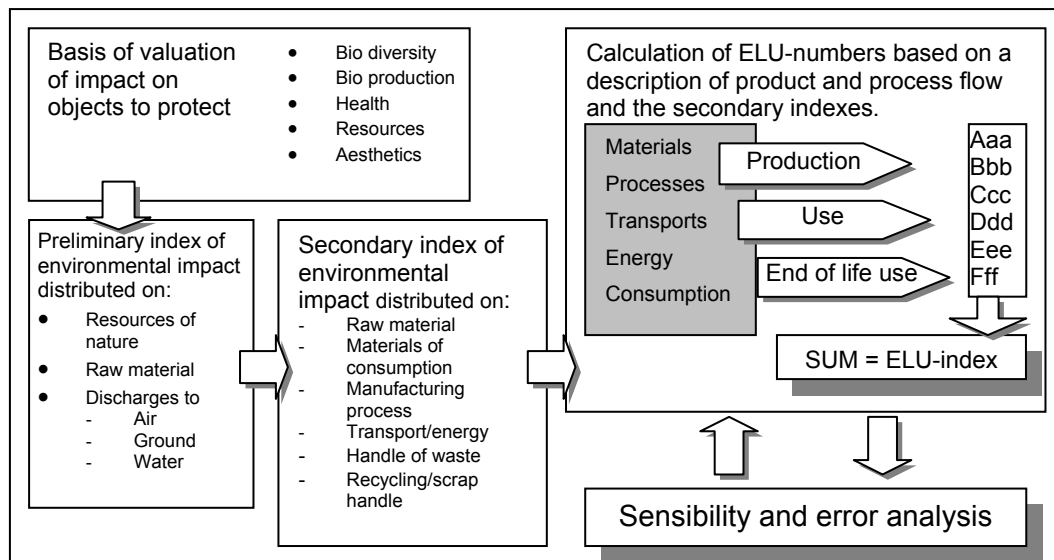 Basis of valuation
of impact on
objects to protect
● Bio diversity
● Bio production
● Health
● Resources
● Aesthetics
Preliminary index of
environmental impact
distributed on:
● Resources of
nature
● Raw material
● Discharges to
- Air
- Ground
- Water
Secondary index of
environmental
impact distributed on:
- Raw material
- Materials of
consumption
- Manufacturing
process
- Transport/energy
- Handle of waste
- Recycling/scrap
handle
Calculation of ELU-numbers based on a
description of product and process flow
and the secondary indexes.
Materials
Processes
Transports
Energy
Consumption
Production
Use
End of life use
Aaa
Bbb
Ccc
Ddd
Eee
Fff
SUM = ELU-index
Sensibility and error analysis